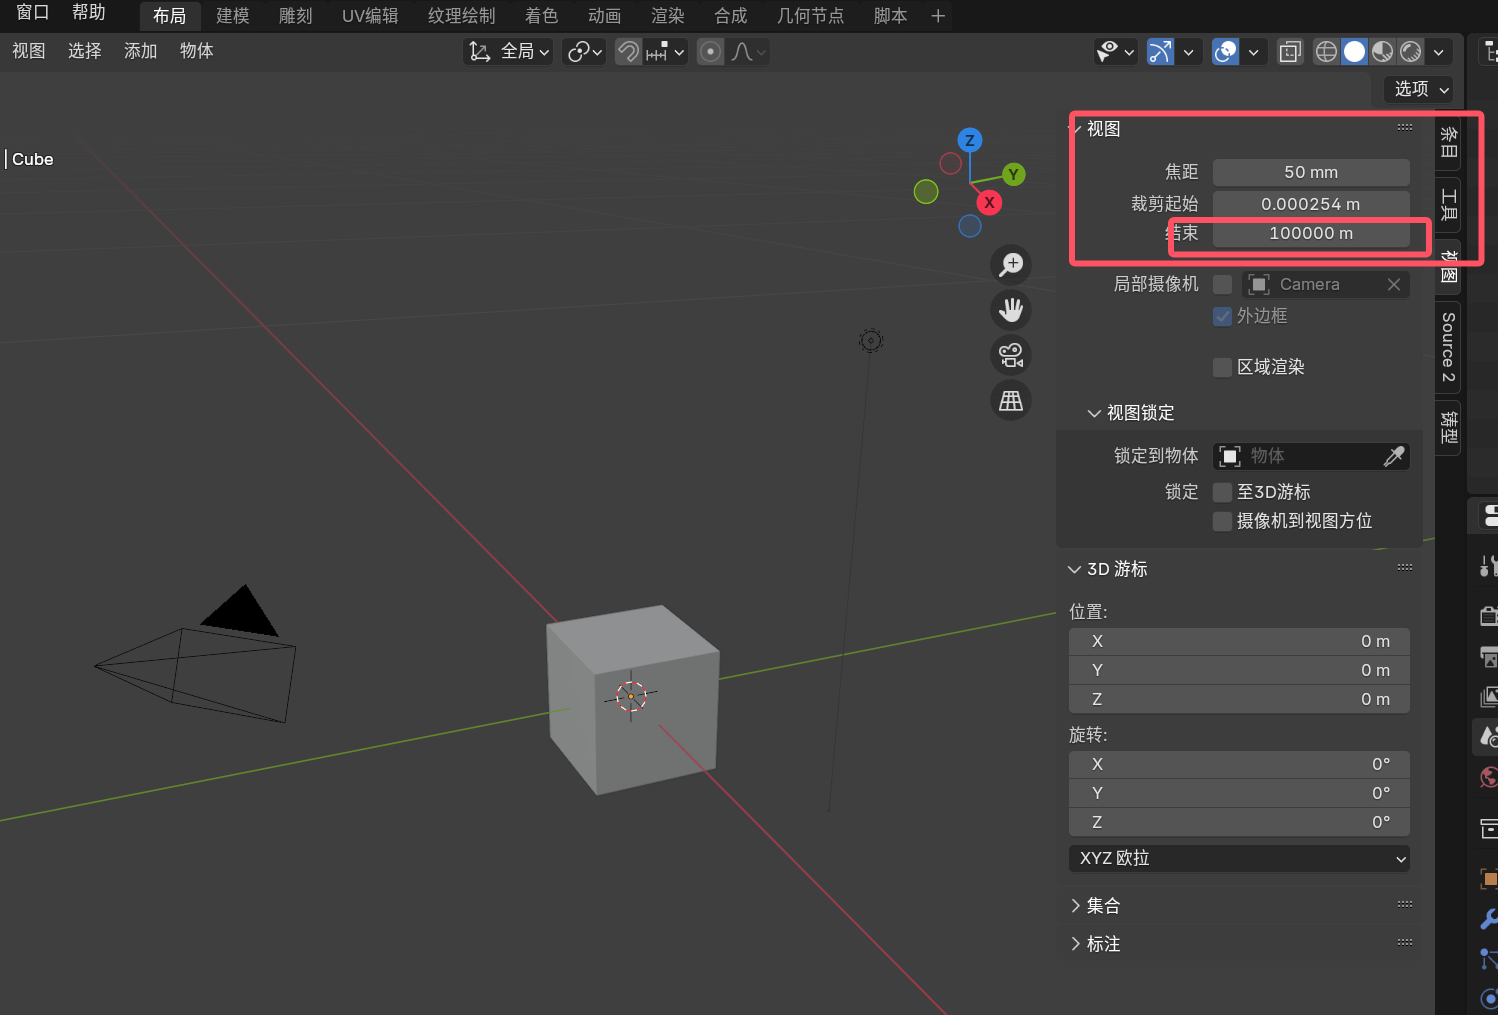 窗口 帮助 布局 建模 雕刻 UV编辑 纹理绘制 着色 动画 渲染 合成 几何节点 脚本 +
视图 选择 添加 物体 全局
选项
| Cube
Z
Y
X
视图
焦距 50 mm
裁剪起始 0.000254 m
结束 100000 m
局部摄像机 Camera
外边框
区域渲染
视图锁定
锁定到物体 物体
锁定 至3D游标
摄像机到视图方位
3D 游标
位置:
X 0 m
Y 0 m
Z 0 m
旋转:
X 0°
Y 0°
Z 0°
XYZ 欧拉
集合
标注
条目
工具
视图
Source 2
铸型